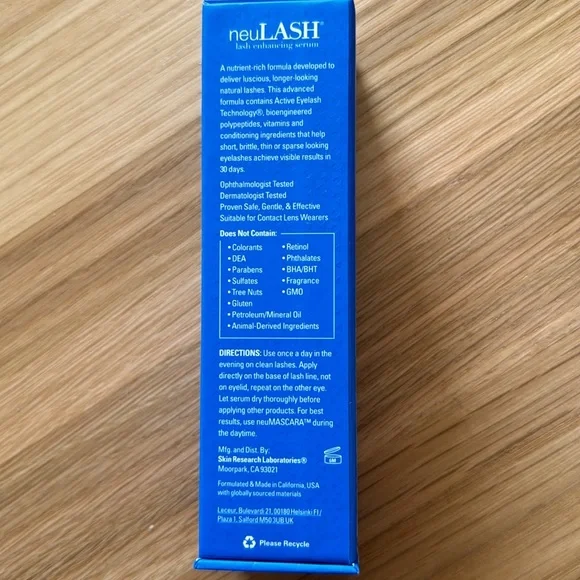 neuLASH®
lash enhancing serum
A nutrient-rich formula developed to
deliver luscious, longer-looking
natural lashes. This advanced
formula contains Active Eyelash
Technology®, bioengineered
polypeptides, vitamins and
conditioning ingredients that help
short, brittle, thin or sparse looking
eyelashes achieve visible results in
30 days.
Ophthalmologist Tested
Dermatologist Tested
Proven Safe, Gentle, & Effective
Suitable for Contact Lens Wearers
Does Not Contain:
• Colorants
• DEA
• Parabens
• Sulfates
• Tree Nuts
• Gluten
• Petroleum/Mineral Oil
• Animal-Derived Ingredients
• Retinol
• Phthalates
• BHA/BHT
• Fragrance
• GMO
DIRECTIONS: Use once a day in the
evening on clean lashes. Apply
directly on the base of lash line, not
on eyelid, repeat on the other eye.
Let serum dry thoroughly before
applying other products. For best
results, use neuMASCARA™ during
the daytime.
Mfg. and Dist. By:
Skin Research Laboratories®
Moorpark, CA 93021
6M
Formulated & Made in California, USA
with globally sourced materials
Leceur, Bulevardi 21, 00180 Helsinki FI/
Plaza 1, Salford M50 3UB UK
Please Recycle